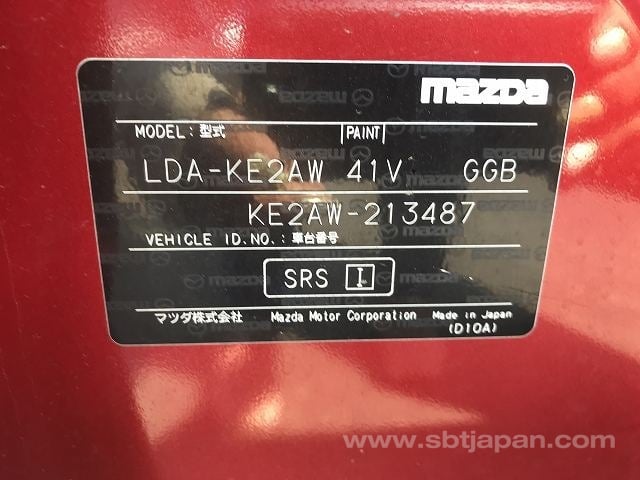 mazda
MODEL:型式 PAINT
LDA-KE2AW 41V GGB
KE2AW-213487
VEHICLE ID.NO.:車台番号
SRS
マツダ株式会社 Mazda Motor Corporation Made in Japan
(D10A)
www.sbtjapan.com